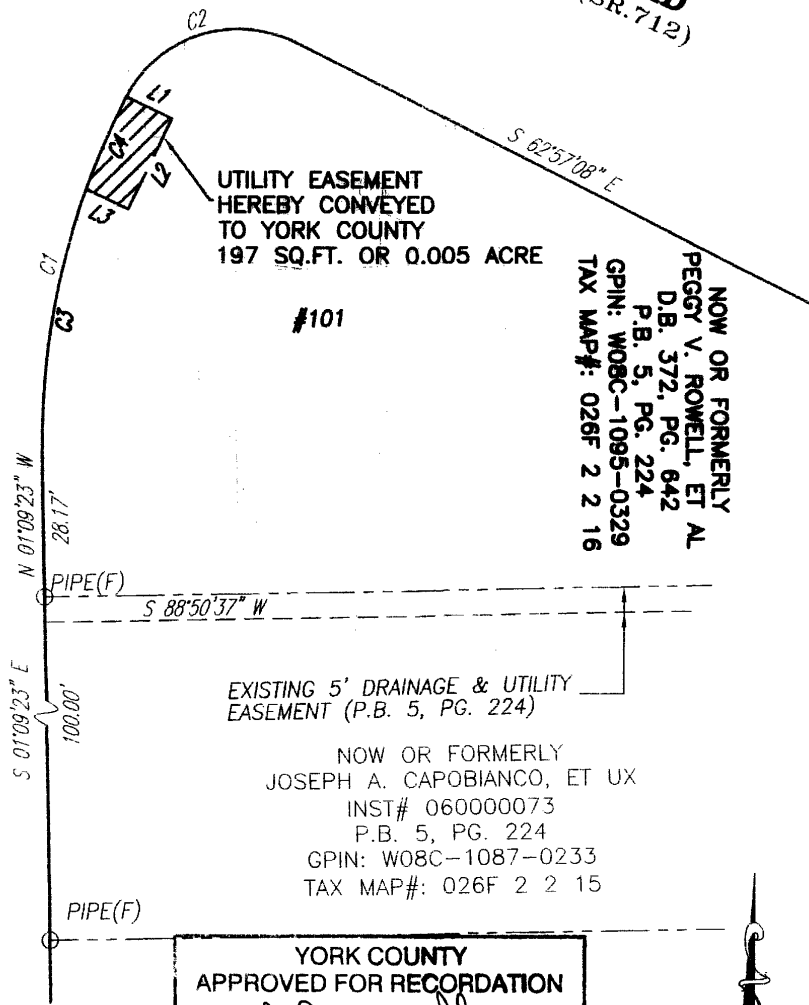 (SR.712)
C2
L1
C4
L2
L3
S 62°57'08" E
UTILITY EASEMENT
HEREBY CONVEYED
TO YORK COUNTY
197 SQ.FT. OR 0.005 ACRE
C1
C3
#101
NOW OR FORMERLY
PEGGY V. ROWELL, ET AL
D.B. 372, PG. 642
P.B. 5, PG. 224
GPIN: W08C-1095-0329
TAX MAP#: 026F 2 2 16
N 01°09'23" W
28.17'
PIPE(F)
S 88°50'37" W
S 01°09'23" E
100.00'
EXISTING 5' DRAINAGE & UTILITY
EASEMENT (P.B. 5, PG. 224)
NOW OR FORMERLY
JOSEPH A. CAPOBIANCO, ET UX
INST# 060000073
P.B. 5, PG. 224
GPIN: W08C-1087-0233
TAX MAP#: 026F 2 2 15
PIPE(F)
YORK COUNTY
APPROVED FOR RECORDATION